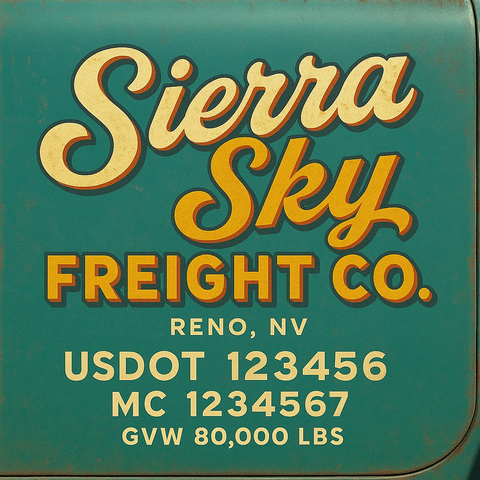 Sierra
Sky
FREIGHT CO.
RENO, NV
USDOT 123456
MC 1234567
GVW 80,000 LBS